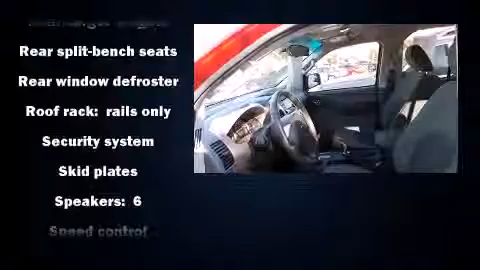 Rear split-bench seats
Rear window defroster
Roof rack:  rails only
Security system
Skid plates
Speakers:  6
Speed control